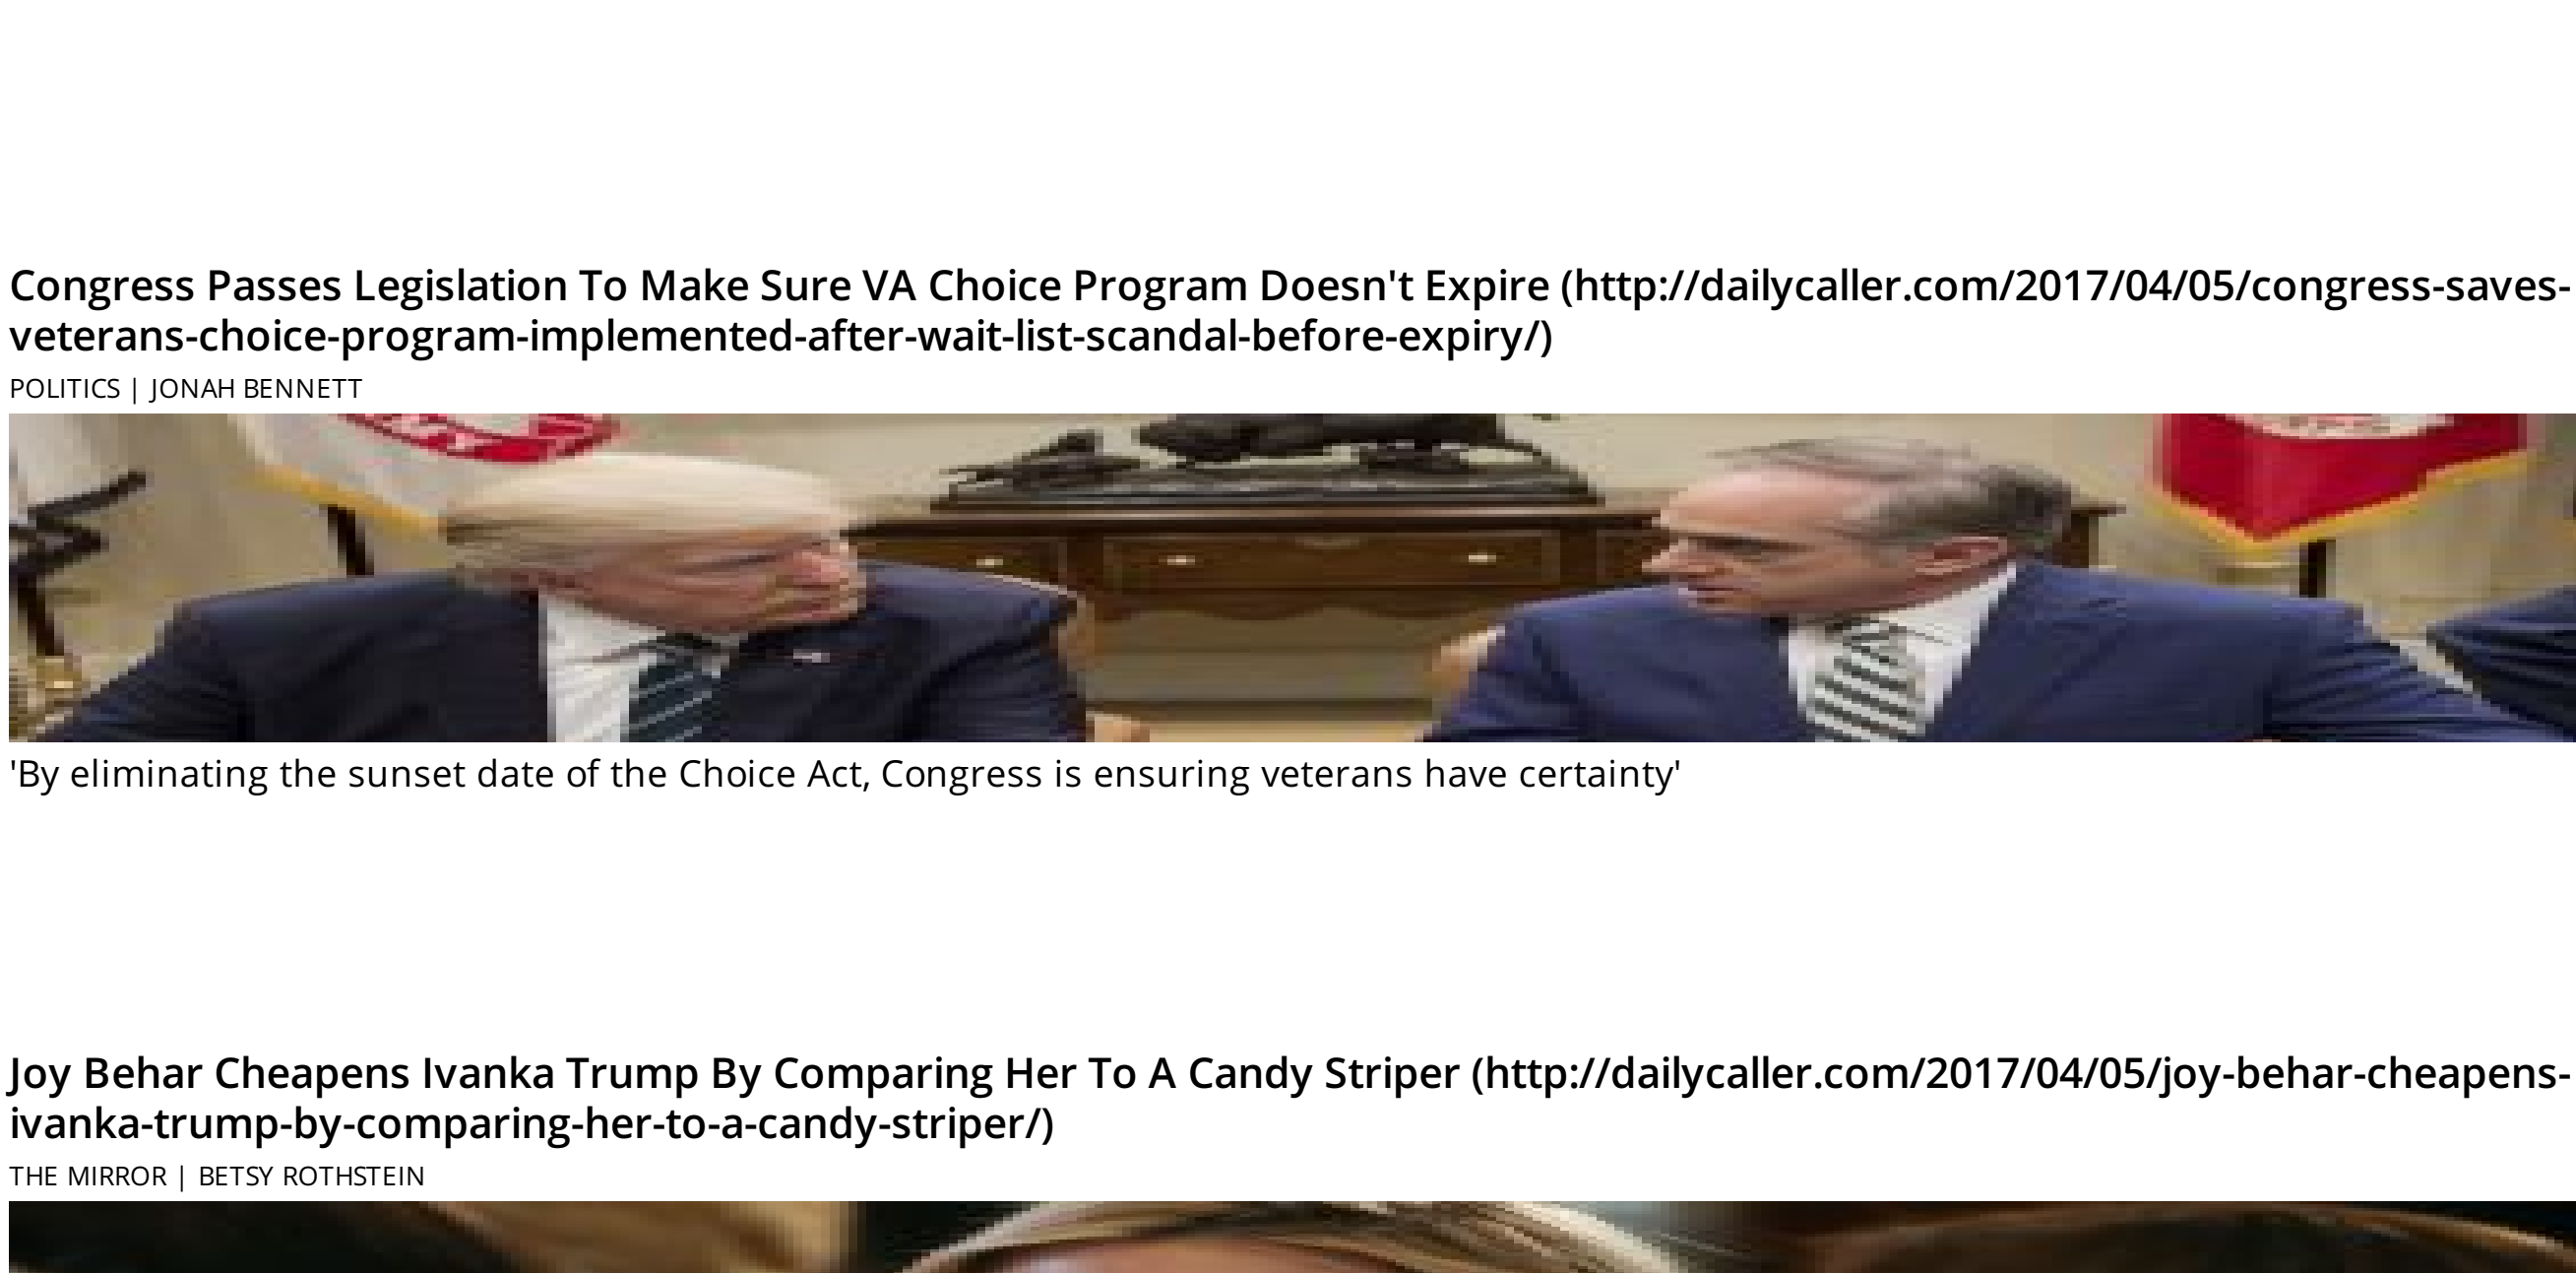 Congress Passes Legislation To Make Sure VA Choice Program Doesn't Expire (http://dailycaller.com/2017/04/05/congress-saves-
veterans-choice-program-implemented-after-wait-list-scandal-before-expiry/)
POLITICS | JONAH BENNETT
'By eliminating the sunset date of the Choice Act, Congress is ensuring veterans have certainty'
Joy Behar Cheapens Ivanka Trump By Comparing Her To A Candy Striper (http://dailycaller.com/2017/04/05/joy-behar-cheapens-
ivanka-trump-by-comparing-her-to-a-candy-striper/)
THE MIRROR | BETSY ROTHSTEIN